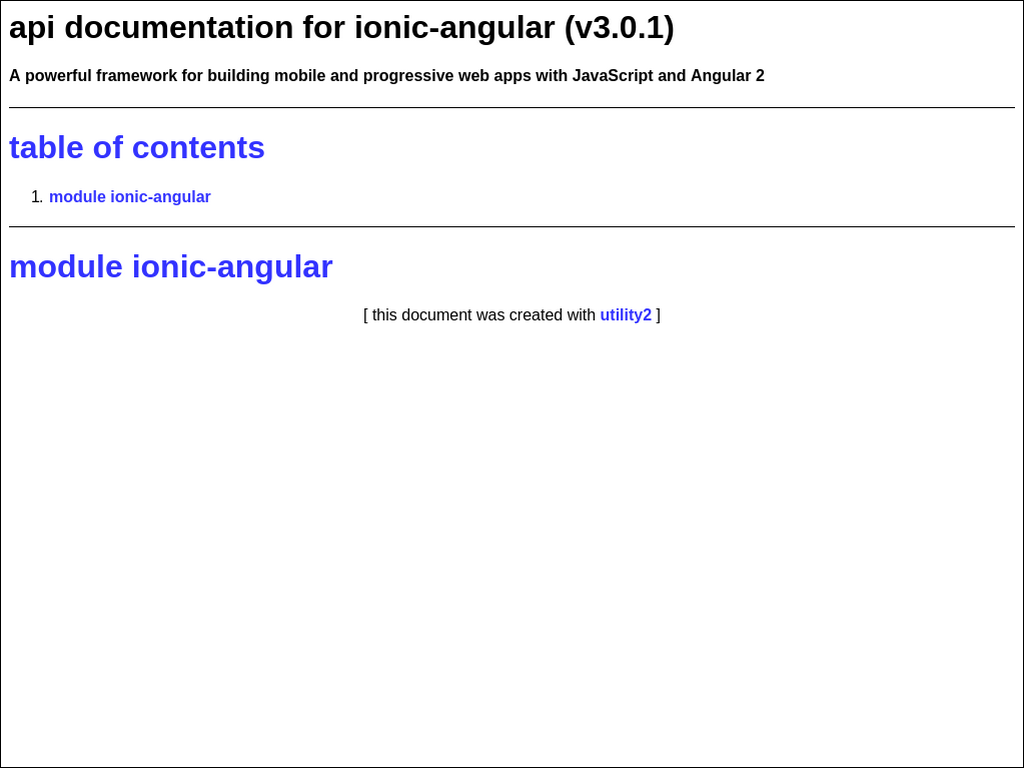 api documentation for ionic-angular (v3.0.1)
A powerful framework for building mobile and progressive web apps with JavaScript and Angular 2
table of contents
1. module ionic-angular
module ionic-angular
[ this document was created with utility2 ]